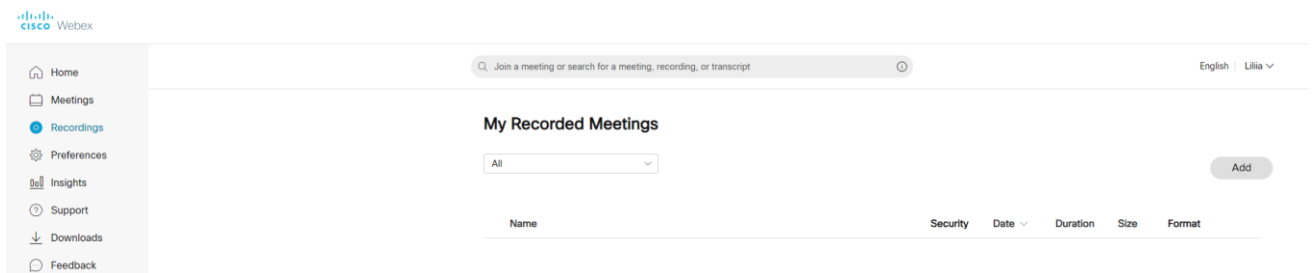 cisco Webex
Join a meeting or search for a meeting, recording, or transcript
English
Liliia
Home
Meetings
Recordings
Preferences
Insights
Support
Downloads
Feedback
My Recorded Meetings
All
Add
Name Security Date Duration Size Format